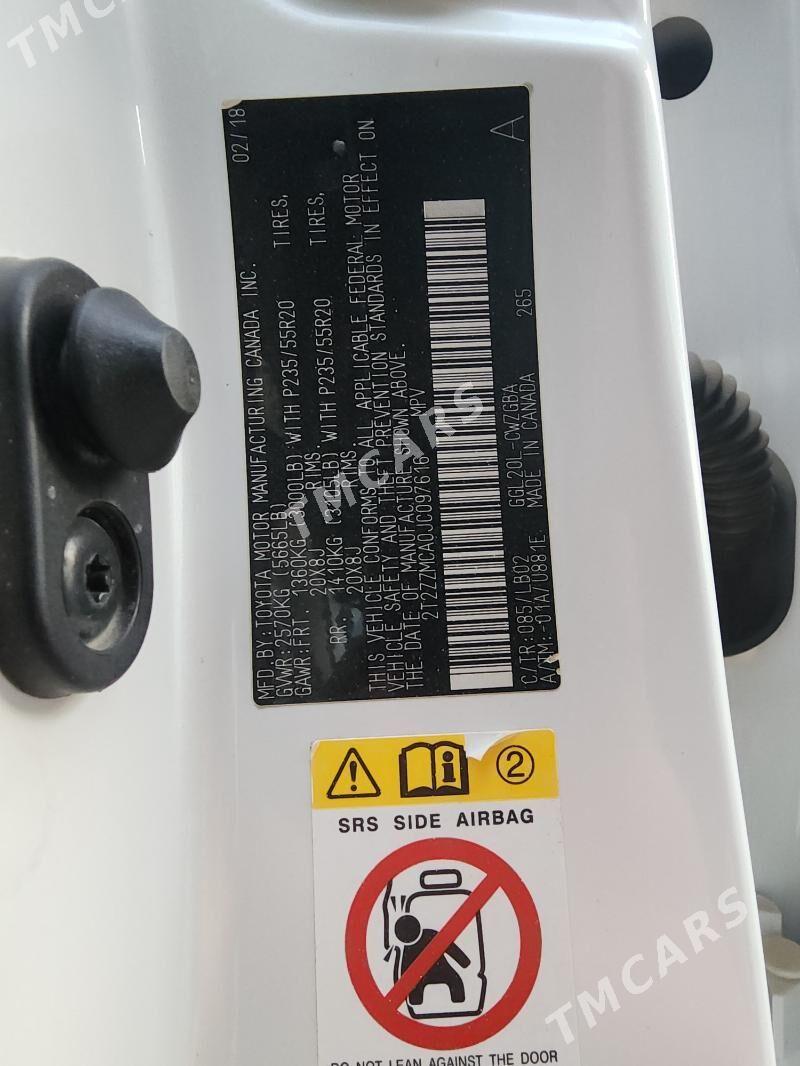 MFD.BY:TOYOTA MOTOR MANUFACTURING CANADA INC. 02/18
GVWR:2570KG (5665LB)
GAWR:FRT. 1360KG (3000LB) WITH P235/55R20 TIRES,
20X8J RIMS,
RR. 1410KG WITH P235/55R20 TIRES,
20X8J RIMS
THIS VEHICLE CONFORMS TO ALL APPLICABLE FEDERAL MOTOR
VEHICLE SAFETY AND THEFT PREVENTION STANDARDS IN EFFECT ON
THE DATE OF MANUFACTURE SHOWN ABOVE.
2T2ZZMCA0JC097616 MPV
A
C/TR:085/LB02 GGL20L-CWZGBA 265
A/TM:-01A/U881E MADE IN CANADA
2
SRS SIDE AIRBAG
DO NOT LEAN AGAINST THE DOOR
TMCARS
TMCARS
TMCARS
TMCARS